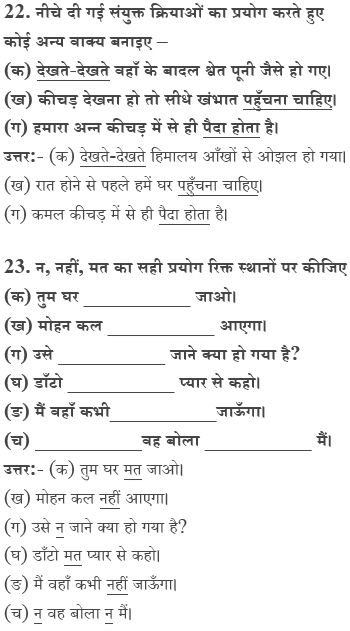 22. नीचे दी गई संयुक्त क्रियाओं का प्रयोग करते हुए
कोई अन्य वाक्य बनाइए –
(क) देखते-देखते वहाँ के बादल श्वेत पूनी जैसे हो गए।
(ख) कीचड़ देखना हो तो सीधे खंभात पहुँचना चाहिए।
(ग) हमारा अन्न कीचड़ में से ही पैदा होता है।
उत्तर:- (क) देखते-देखते हिमालय आँखों से ओझल हो गया।
(ख) रात होने से पहले हमें घर पहुँचना चाहिए।
(ग) कमल कीचड़ में से ही पैदा होता है।
23. न, नहीं, मत का सही प्रयोग रिक्त स्थानों पर कीजिए
(क) तुम घर ____________ जाओ।
(ख) मोहन कल ____________ आएगा।
(ग) उसे ____________ जाने क्या हो गया है?
(घ) डाँटो ____________ प्यार से कहो।
(ङ) मैं वहाँ कभी____________जाऊँगा।
(च) ____________वह बोला ____________ मैं।
उत्तर:- (क) तुम घर मत जाओ।
(ख) मोहन कल नहीं आएगा।
(ग) उसे न जाने क्या हो गया है?
(घ) डाँटो मत प्यार से कहो।
(ङ) मैं वहाँ कभी नहीं जाऊँगा।
(च) न वह बोला न मैं।